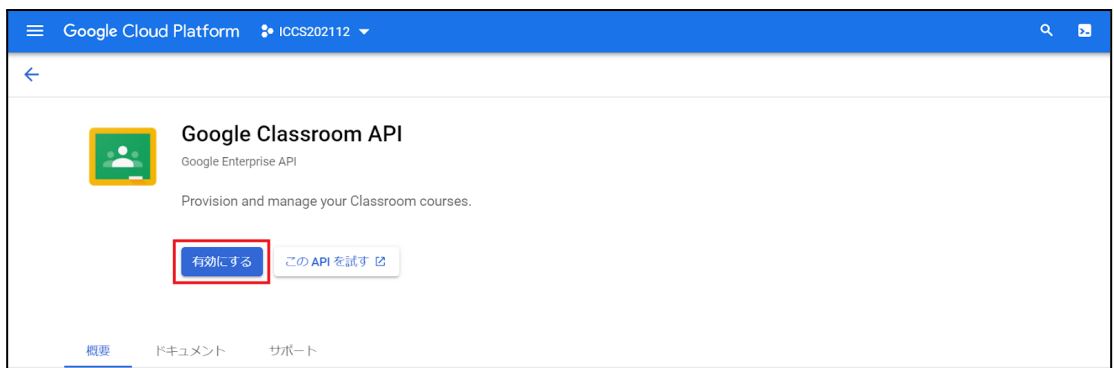 Google Cloud Platform ICCS202112
Google Classroom API
Google Enterprise API
Provision and manage your Classroom courses.
有効にする この API を試す
概要 ドキュメント サポート